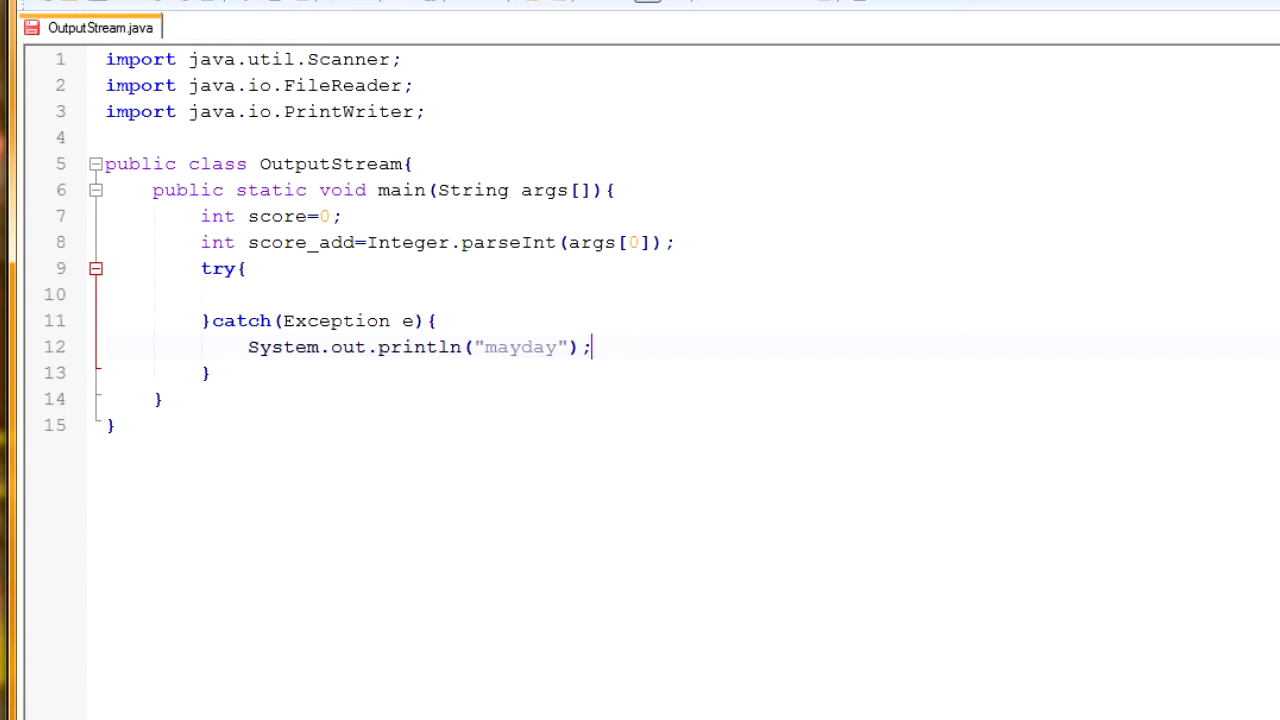 OutputStream.java
1 import java.util.Scanner;
2 import java.io.FileReader;
3 import java.io.PrintWriter;
4
5 public class OutputStream{
6 public static void main(String args[]){
7 int score=0;
8 int score_add=Integer.parseInt(args[0]);
9 try{
10
11 }catch(Exception e){
12 System.out.println("mayday");
13 }
14 }
15 }